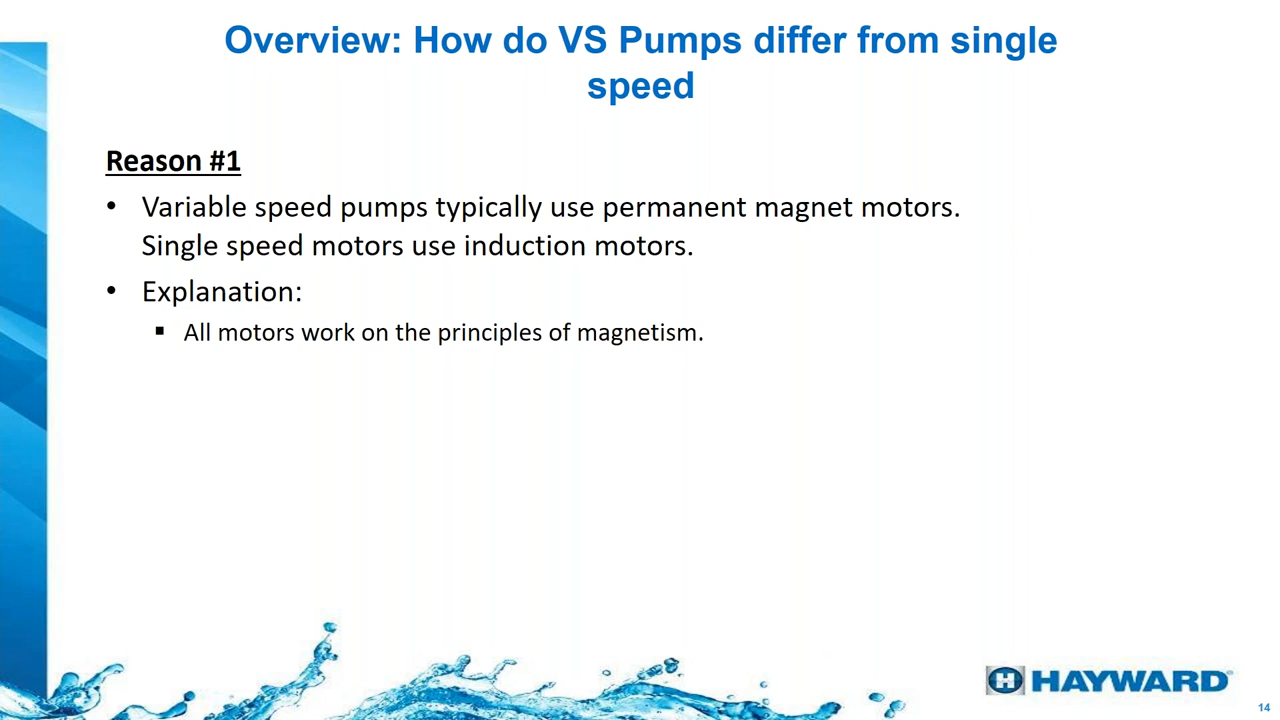 Overview: How do VS Pumps differ from single
speed
Reason #1
• Variable speed pumps typically use permanent magnet motors.
Single speed motors use induction motors.
• Explanation:
▪ All motors work on the principles of magnetism.
HAYWARD®
14